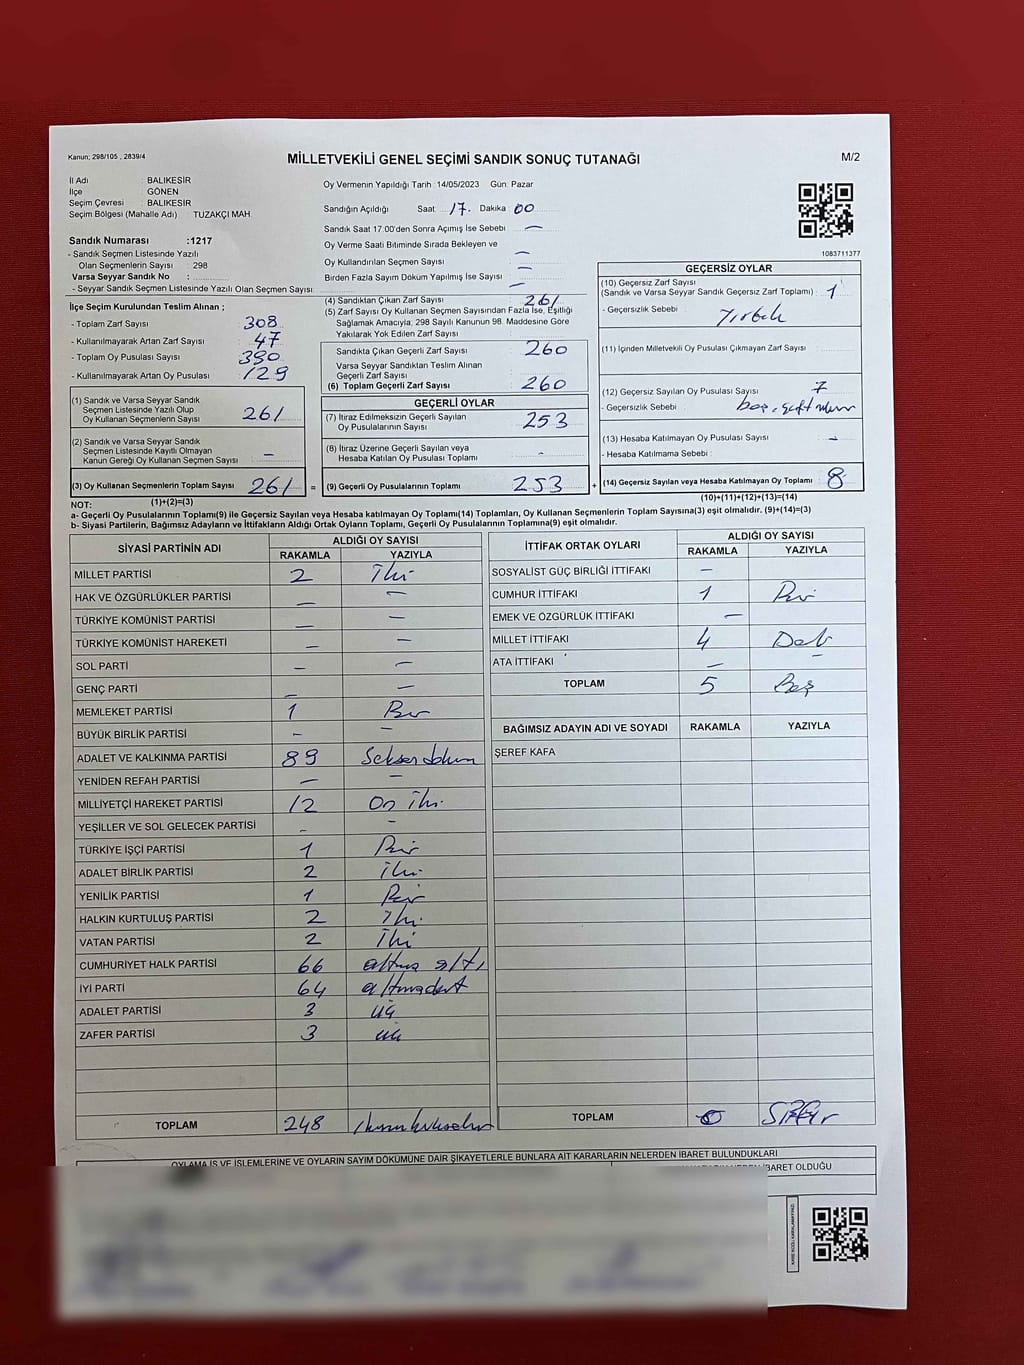 Kanun; 298/105 , 2839/4
MİLLETVEKİLİ GENEL SEÇİMİ SANDIK SONUÇ TUTANAĞI
M/2
İl Adı : BALIKESİR
İlçe : GÖNEN
Seçim Çevresi : BALIKESİR
Seçim Bölgesi (Mahalle Adı) TUZAKÇI MAH.
Sandık Numarası :1217
- Sandık Seçmen Listesinde Yazılı
Olan Seçmenlerin Sayısı : 298
Varsa Seyyar Sandık No :
- Seyyar Sandık Seçmen Listesinde Yazılı Olan Seçmen Sayısı
Oy Vermenin Yapıldığı Tarih :14/05/2023 Gün: Pazar
Sandığın Açıldığı Saat 17. Dakika 00
Sandık Saat 17.00'den Sonra Açımış İse Sebebi —
Oy Verme Saati Bitiminde Sırada Bekleyen ve
Oy Kullandırılan Seçmen Sayısı —
Birden Fazla Sayım Döküm Yapılmış İse Sayısı —
1083711377
İlçe Seçim Kurulundan Teslim Alınan ;
- Toplam Zarf Sayısı 308
- Kullanılmayarak Artan Zarf Sayısı 47
- Toplam Oy Pusulası Sayısı 390
- Kullanılmayarak Artan Oy Pusulası 129
(1) Sandık ve Varsa Seyyar Sandık
Seçmen Listesinde Yazılı Olup
Oy Kullanan Seçmenlerin Sayısı 261
(2) Sandık ve Varsa Seyyar Sandık
Seçmen Listesinde Kayıtlı Olmayan
Kanun Gereği Oy Kullanan Seçmen Sayısı —
(3) Oy Kullanan Seçmenlerin Toplam Sayısı 261 =
(1)+(2)=(3)
(4) Sandıktan Çıkan Zarf Sayısı 261
(5) Zarf Sayısı Oy Kullanan Seçmen Sayısından Fazla İse, Eşitliği
Sağlamak Amacıyla, 298 Sayılı Kanunun 98. Maddesine Göre
Yakılarak Yok Edilen Zarf Sayısı
Sandıkta Çıkan Geçerli Zarf Sayısı 260
Varsa Seyyar Sandıktan Teslim Alınan
Geçerli Zarf Sayısı
(6) Toplam Geçerli Zarf Sayısı 260
GEÇERLİ OYLAR
(7) İtiraz Edilmeksizin Geçerli Sayılan
Oy Pusulalarının Sayısı 253
(8) İtiraz Üzerine Geçerli Sayılan veya
Hesaba Katılan Oy Pusulası Toplamı -
(9) Geçerli Oy Pusulalarının Toplamı 253 +
GEÇERSİZ OYLAR
(10) Geçersiz Zarf Sayısı
(Sandık ve Varsa Seyyar Sandık Geçersiz Zarf Toplamı) : 1
- Geçersizlik Sebebi : Yırtık
(11) İçinden Milletvekili Oy Pusulası Çıkmayan Zarf Sayısı
(12) Geçersiz Sayılan Oy Pusulası Sayısı 7
- Geçersizlik Sebebi : boş,
(13) Hesaba Katılmayan Oy Pusulası Sayısı -
- Hesaba Katılmama Sebebi :
(14) Geçersiz Sayılan veya Hesaba Katılmayan Oy Toplamı 8
(10)+(11)+(12)+(13)=(14)
NOT:
a- Geçerli Oy Pusulalarının Toplamı(9) ile Geçersiz Sayılan veya Hesaba katılmayan Oy Toplamı(14) Toplamları, Oy Kullanan Seçmenlerin Toplam Sayısına(3) eşit olmalıdır. (9)+(14)=(3)
b- Siyasi Partilerin, Bağımsız Adayların ve İttifakların Aldığı Ortak Oyların Toplamı, Geçerli Oy Pusulalarının Toplamına(9) eşit olmalıdır.
SİYASİ PARTİNİN ADI ALDIĞI OY SAYISI
RAKAMLA YAZIYLA
MİLLET PARTİSİ 2 İki
HAK VE ÖZGÜRLÜKLER PARTİSİ — —
TÜRKİYE KOMÜNİST PARTİSİ — —
TÜRKİYE KOMÜNİST HAREKETİ — —
SOL PARTİ — —
GENÇ PARTİ — —
MEMLEKET PARTİSİ 1 Bir
BÜYÜK BİRLİK PARTİSİ - —
ADALET VE KALKINMA PARTİSİ 89 Seksendokuz
YENİDEN REFAH PARTİSİ — —
MİLLİYETÇİ HAREKET PARTİSİ 12 On İki
YEŞİLLER VE SOL GELECEK PARTİSİ - -
TÜRKİYE İŞÇİ PARTİSİ 1 Bir
ADALET BİRLİK PARTİSİ 2 İki
YENİLİK PARTİSİ 1 Bir
HALKIN KURTULUŞ PARTİSİ 2 İki
VATAN PARTİSİ 2 İki
CUMHURİYET HALK PARTİSİ 66 altmış altı
İYİ PARTİ 64 altmışdört
ADALET PARTİSİ 3 üç
ZAFER PARTİSİ 3 üç
TOPLAM 248 ikiyüzkırksekiz
İTTİFAK ORTAK OYLARI ALDIĞI OY SAYISI
RAKAMLA YAZIYLA
SOSYALİST GÜÇ BİRLİĞİ İTTİFAKI —
CUMHUR İTTİFAKI 1 Bir
EMEK VE ÖZGÜRLÜK İTTİFAKI —
MİLLET İTTİFAKI 4 Dört
ATA İTTİFAKI — —
TOPLAM 5 Beş
BAĞIMSIZ ADAYIN ADI VE SOYADI RAKAMLA YAZIYLA
ŞEREF KAFA
TOPLAM 0 Sıfır
OYLAMA İŞ VE İŞLEMLERİNE VE OYLARIN SAYIM DÖKÜMÜNE DAİR ŞİKAYETLERLE BUNLARA AİT KARARLARIN NELERDEN İBARET BULUNDUKLARI
İBARET OLDUĞU